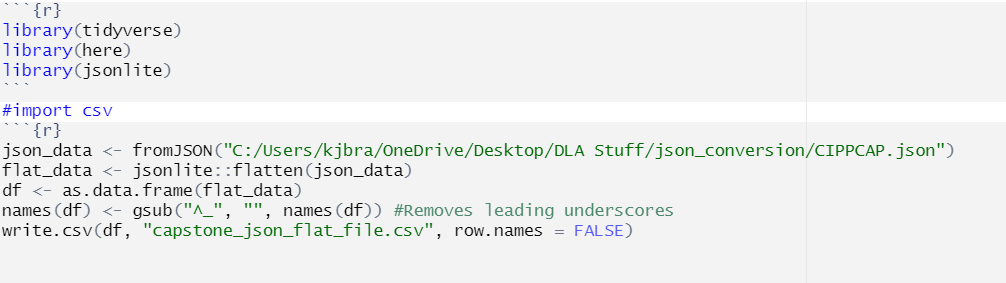 ```{r}
library(tidyverse)
library(here)
library(jsonlite)
```
#import csv
```{r}
json_data <- fromJSON("C:/Users/kjbra/OneDrive/Desktop/DLA Stuff/json_conversion/CIPPCAP.json")
flat_data <- jsonlite::flatten(json_data)
df <- as.data.frame(flat_data)
names(df) <- gsub("^_", "", names(df)) #Removes leading underscores
write.csv(df, "capstone_json_flat_file.csv", row.names = FALSE)